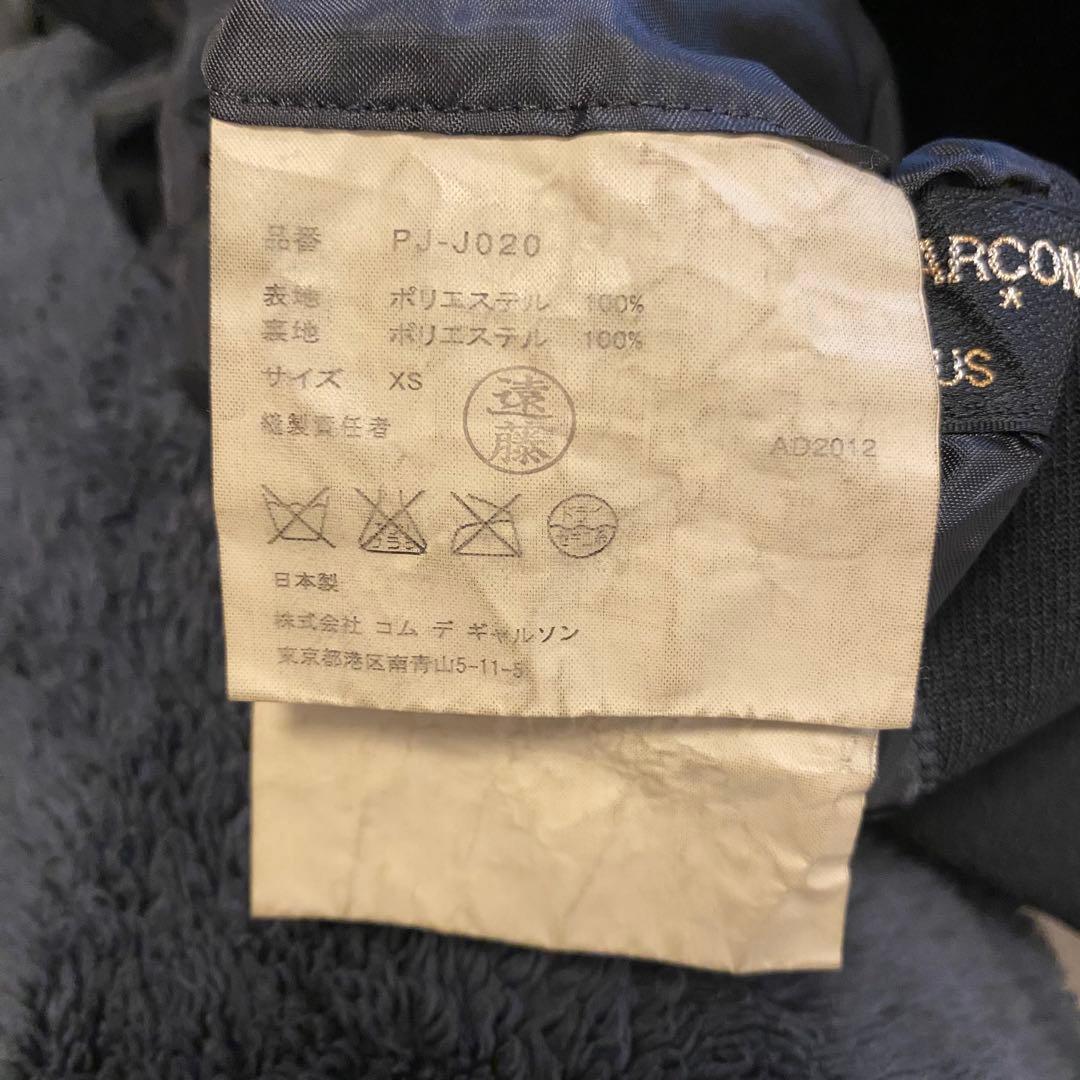 品番 PJ-J020
表地 ポリエステル 100%
裏地 ポリエステル 100%
サイズ XS
縫製責任者
遠藤
AD2012
ドライ
日本製
株式会社 コム デ ギャルソン
東京都港区南青山5-11-5
ARCON
US